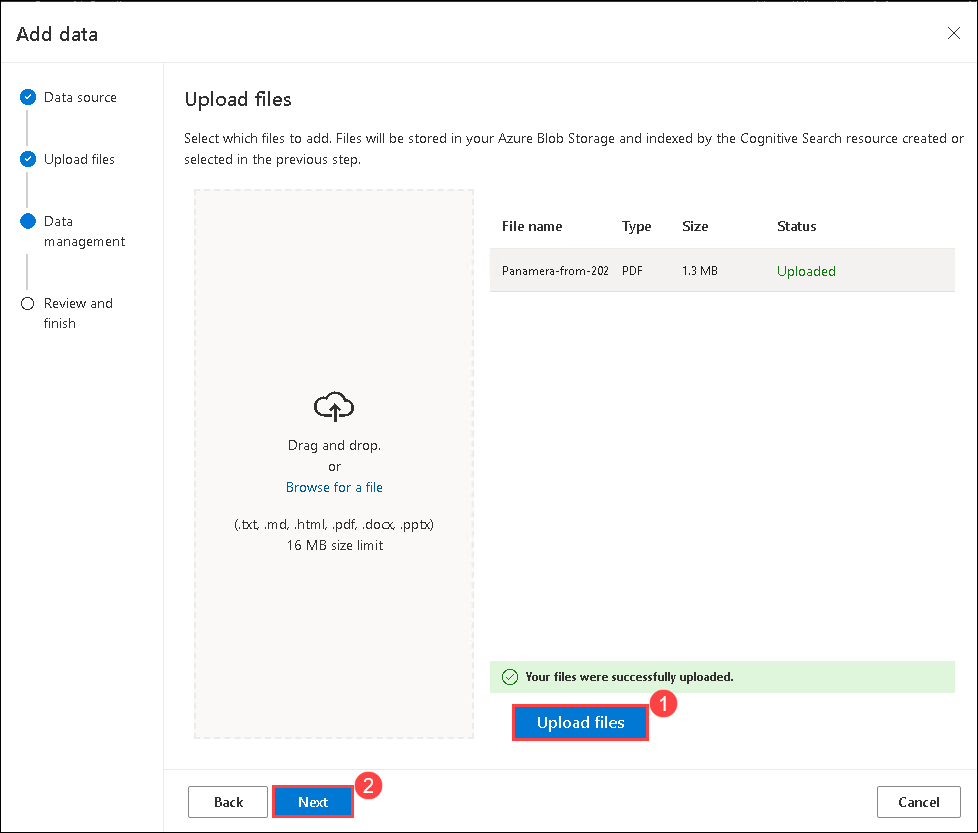 Add data
Data source
Upload files
Data
management
Review and
finish
Upload files
Select which files to add. Files will be stored in your Azure Blob Storage and indexed by the Cognitive Search resource created or
selected in the previous step.
Drag and drop.
or
Browse for a file
(.txt, .md, .html, .pdf, .docx, .pptx)
16 MB size limit
File name Type Size Status
Panamera-from-202 PDF 1.3 MB Uploaded
Your files were successfully uploaded.
Upload files 1
Back Next 2 Cancel